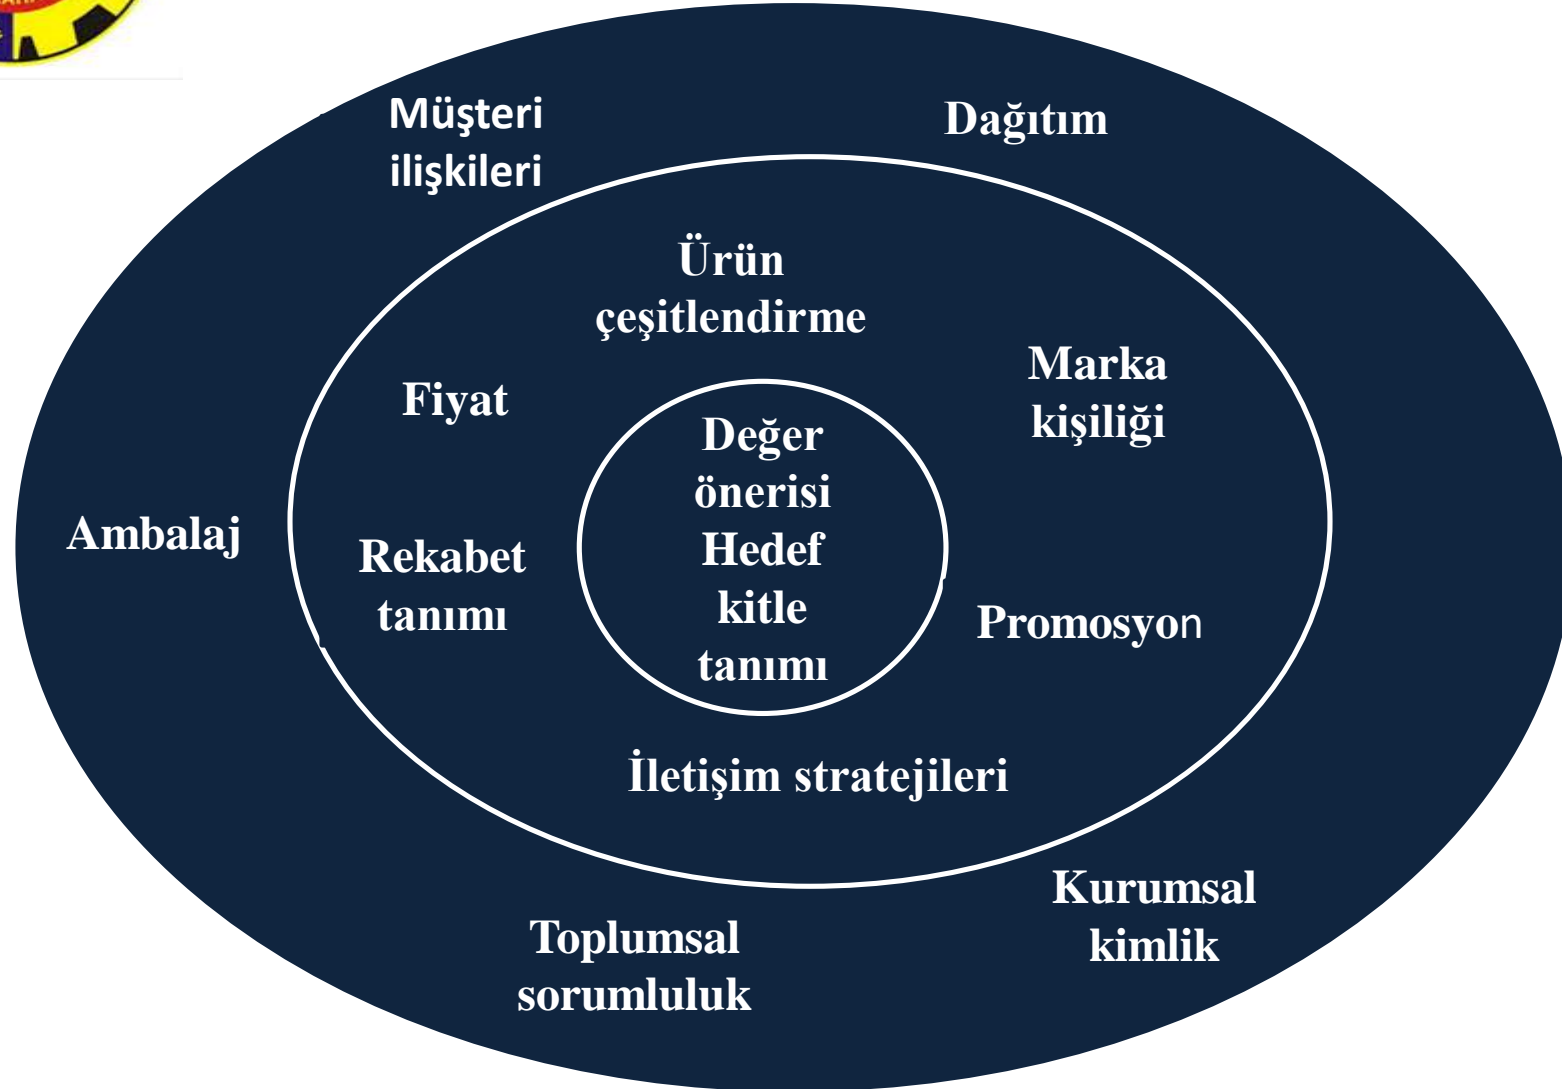 Müşteri
ilişkileri
Dağıtım
Ürün
çeşitlendirme
Marka
kişiliği
Fiyat
Değer
önerisi
Hedef
kitle
tanımı
Ambalaj
Rekabet
tanımı
Promosyon
İletişim stratejileri
Kurumsal
kimlik
Toplumsal
sorumluluk